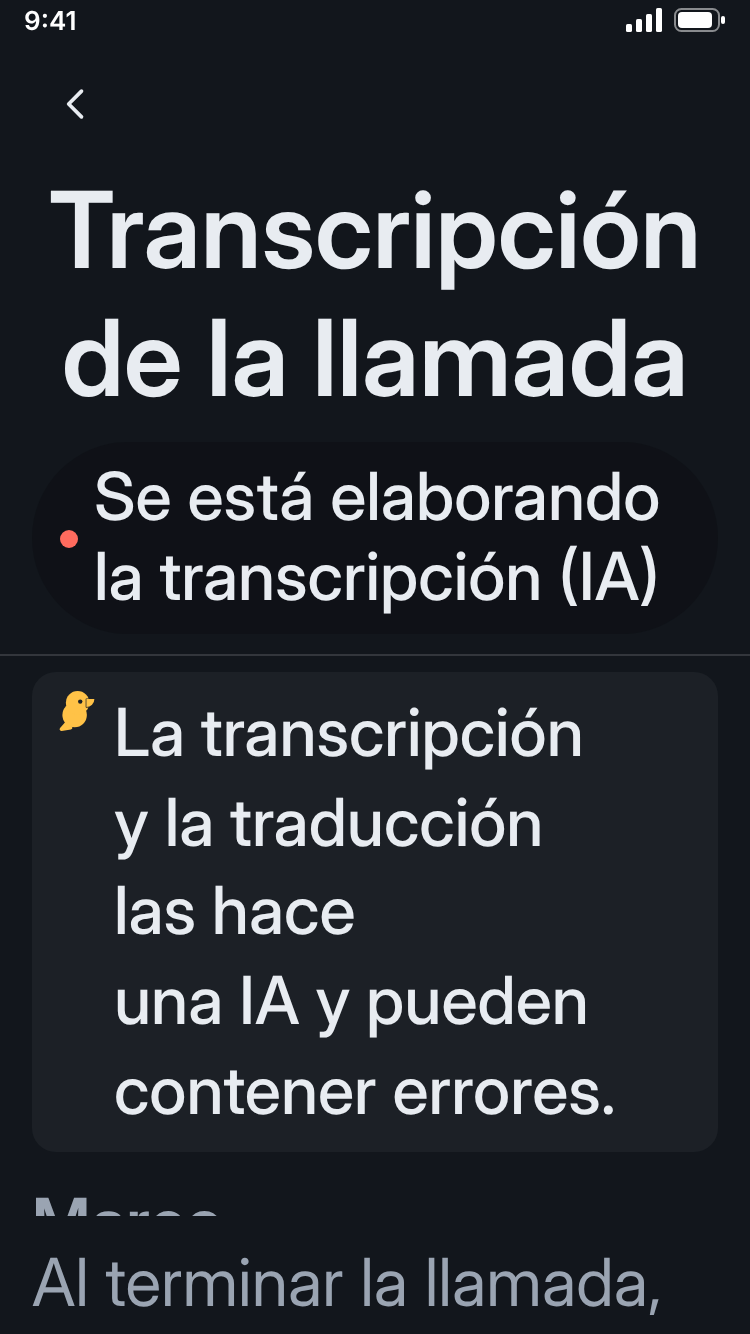 9:41
Transcripción
de la llamada
Se está elaborando
la transcripción (IA)
La transcripción
y la traducción
las hace
una IA y pueden
contener errores.
Al terminar la llamada,